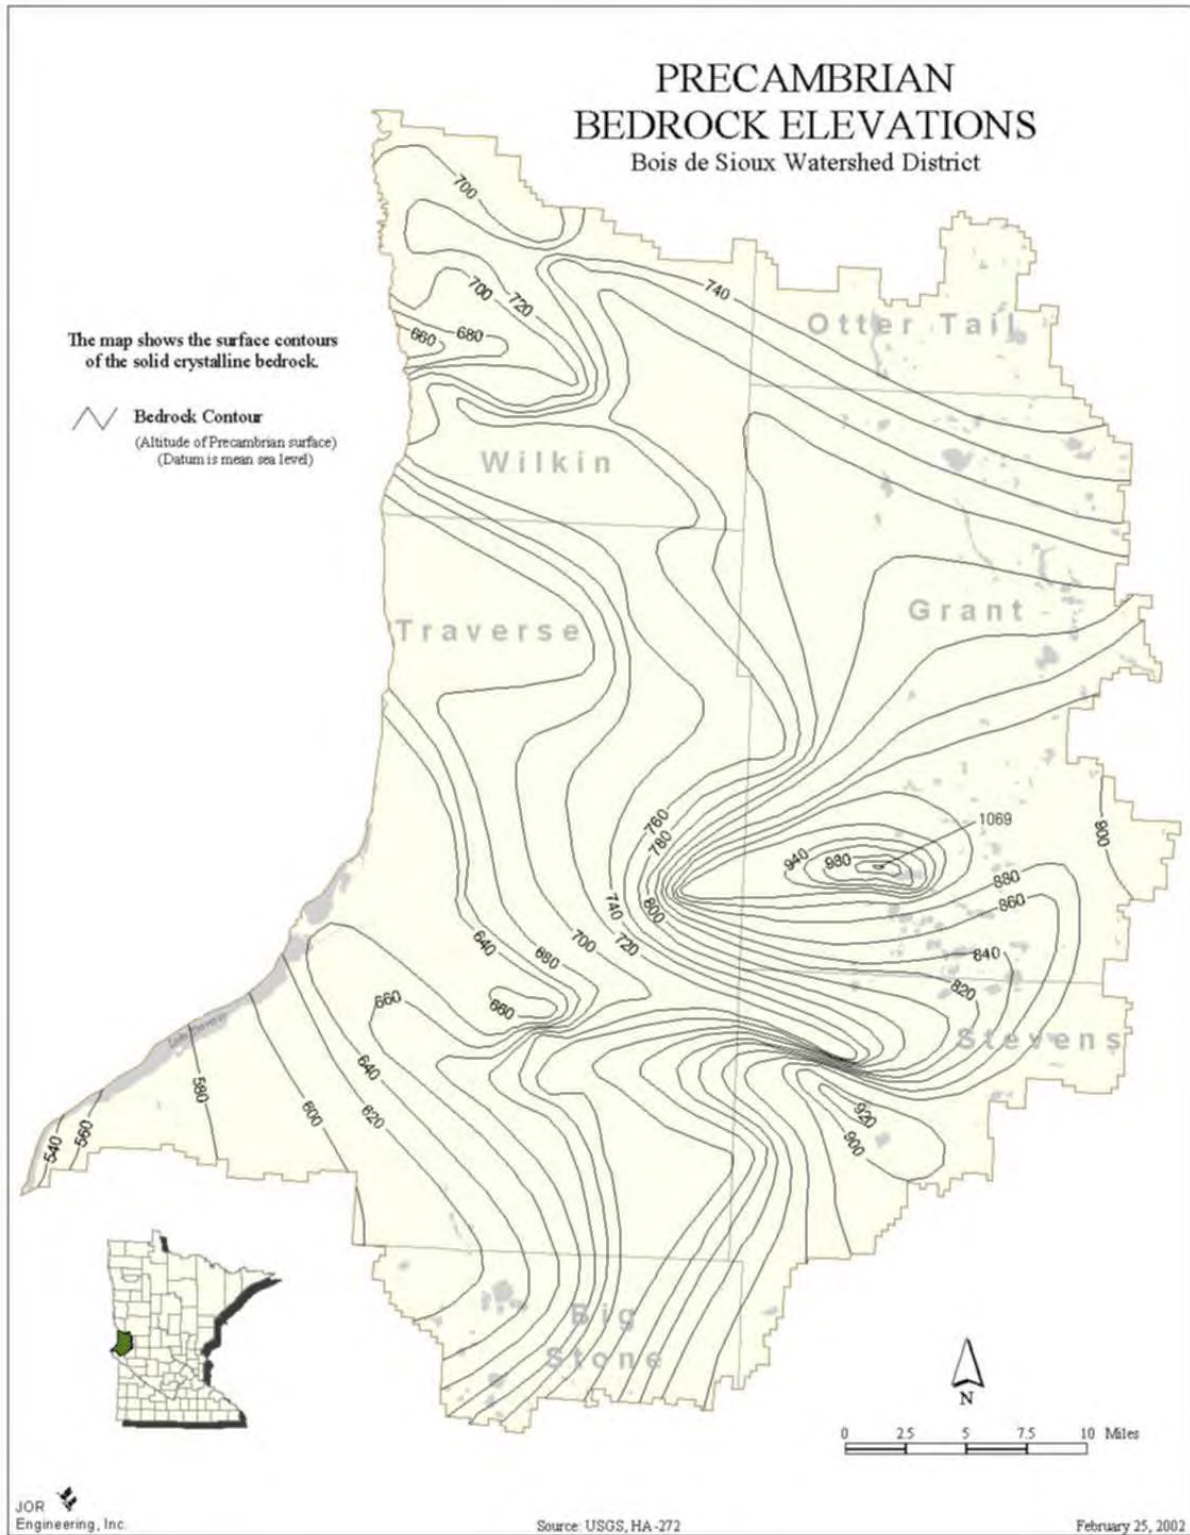 PRECAMBRIAN
BEDROCK ELEVATIONS
Bois de Sioux Watershed District
The map shows the surface contours
of the solid crystalline bedrock.
Bedrock Contour
(Altitude of Precambrian surface)
(Datum is mean sea level)
700
700
720
740
660
680
Otter Tail
Wilkin
Traverse
Grant
760
780
1069
940
980
900
880
740
800
860
640
680
700
720
840
820
660
660
Stevens
580
640
600
620
920
900
540
560
Big
Stone
N
0 2.5 5 7.5 10 Miles
JOR
Engineering, Inc.
Source: USGS, HA-272
February 25, 2002